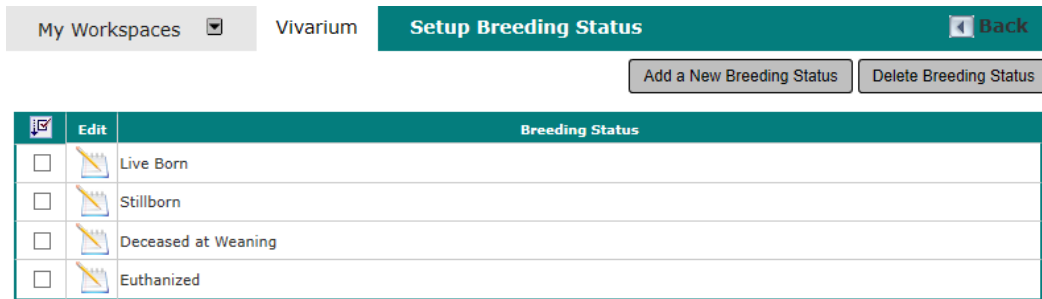 My Workspaces Vivarium Setup Breeding Status Back
Add a New Breeding Status Delete Breeding Status
Edit Breeding Status
Live Born
Stillborn
Deceased at Weaning
Euthanized